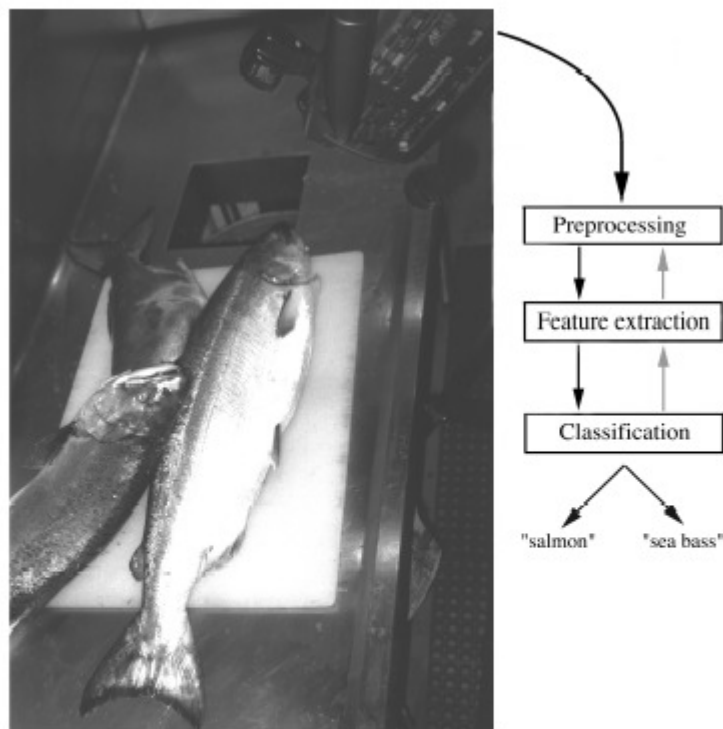 Preprocessing
Feature extraction
Classification
"salmon"
"sea bass"